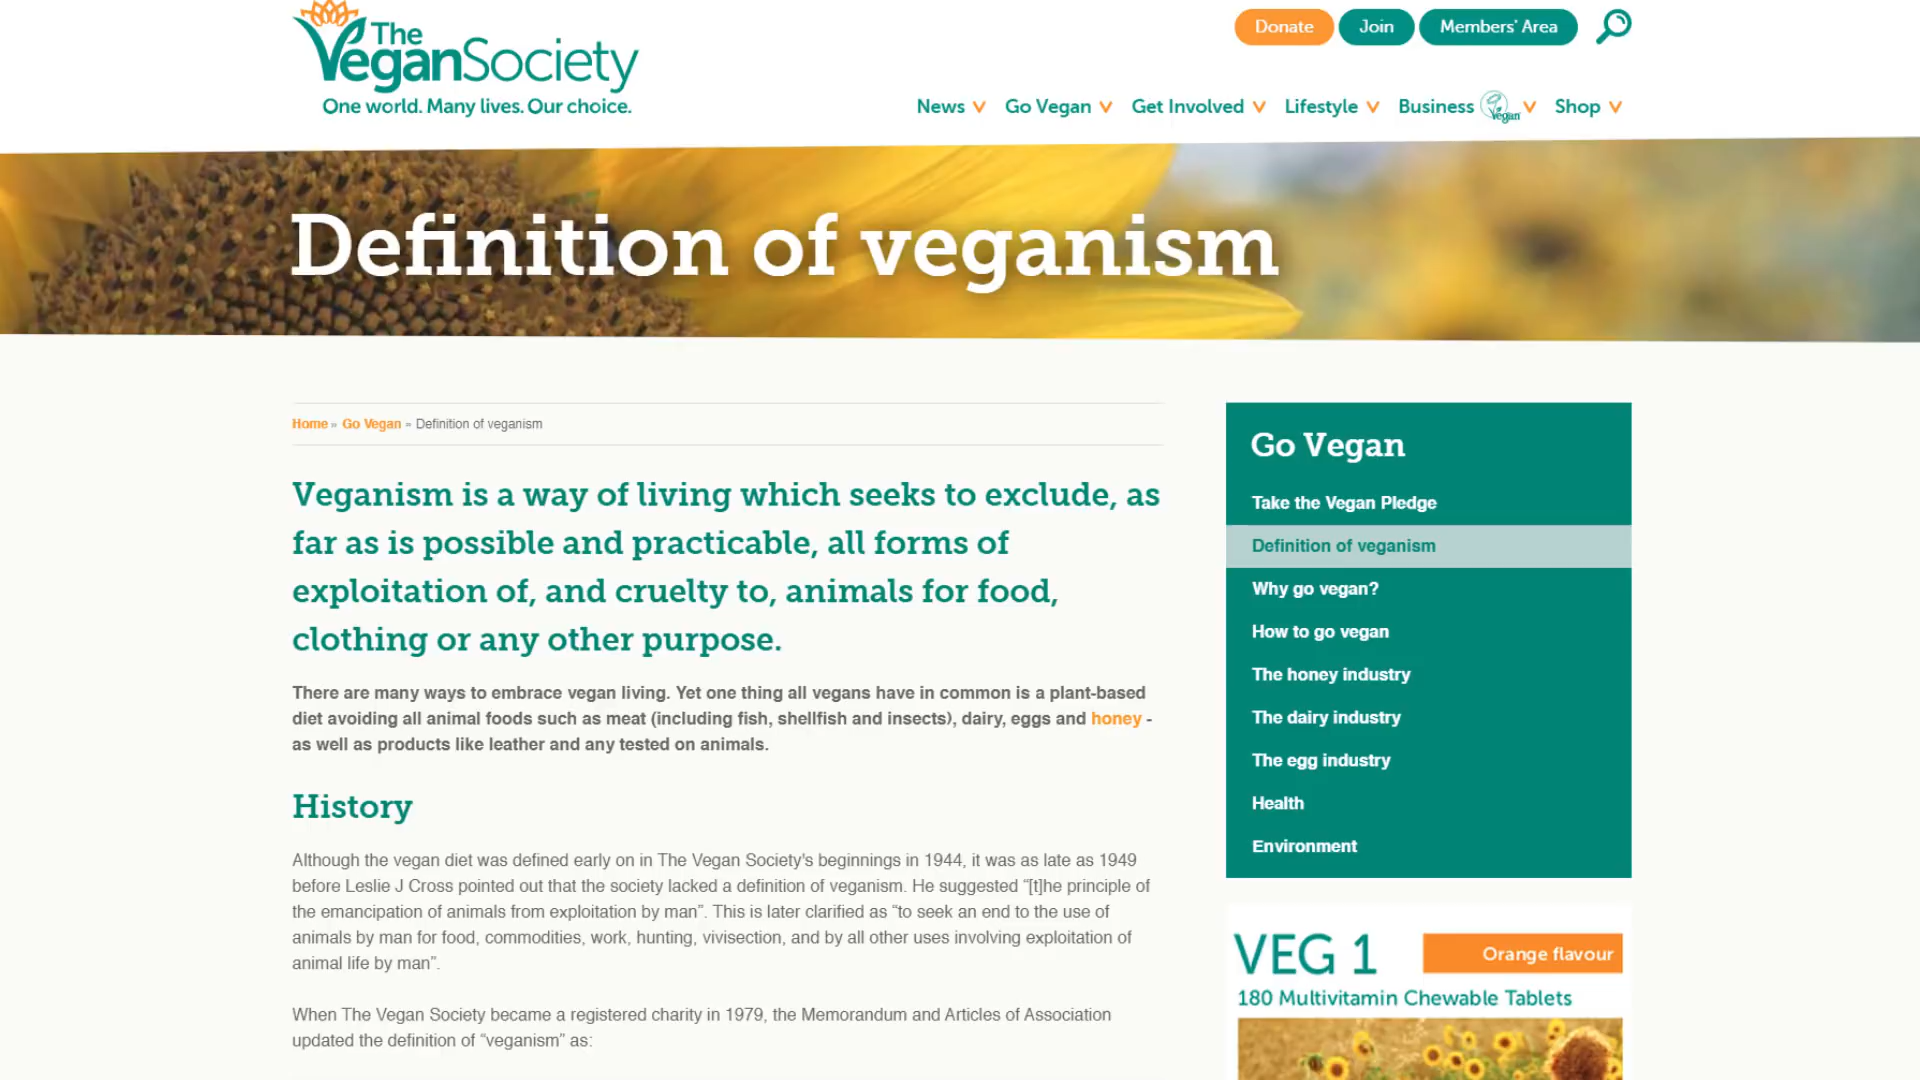 The
VeganSociety
One world. Many lives. Our choice.
Donate
Join
Members' Area
News
Go Vegan
Get Involved
Lifestyle
Business
Vegan
Shop
Definition of veganism
Home » Go Vegan » Definition of veganism
Veganism is a way of living which seeks to exclude, as
far as is possible and practicable, all forms of
exploitation of, and cruelty to, animals for food,
clothing or any other purpose.
There are many ways to embrace vegan living. Yet one thing all vegans have in common is a plant-based
diet avoiding all animal foods such as meat (including fish, shellfish and insects), dairy, eggs and honey -
as well as products like leather and any tested on animals.
History
Although the vegan diet was defined early on in The Vegan Society's beginnings in 1944, it was as late as 1949
before Leslie J Cross pointed out that the society lacked a definition of veganism. He suggested “[t]he principle of
the emancipation of animals from exploitation by man”. This is later clarified as “to seek an end to the use of
animals by man for food, commodities, work, hunting, vivisection, and by all other uses involving exploitation of
animal life by man”.
When The Vegan Society became a registered charity in 1979, the Memorandum and Articles of Association
updated the definition of “veganism” as:
Go Vegan
Take the Vegan Pledge
Definition of veganism
Why go vegan?
How to go vegan
The honey industry
The dairy industry
The egg industry
Health
Environment
VEG 1
Orange flavour
180 Multivitamin Chewable Tablets